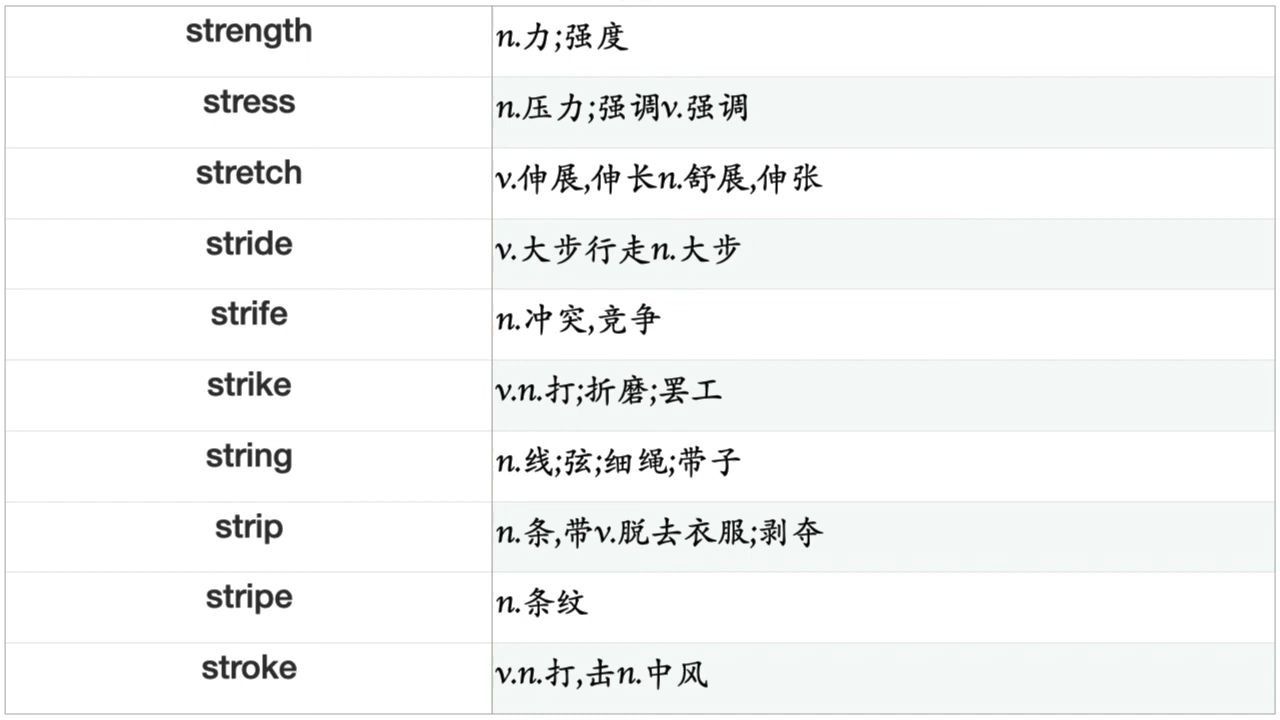 strength n.力;强度
stress n.压力;强调v.强调
stretch v.伸展,伸长n.舒展,伸张
stride v.大步行走n.大步
strife n.冲突,竞争
strike v.n.打;折磨;罢工
string n.线;弦;细绳;带子
strip n.条,带v.脱去衣服;剥夺
stripe n.条纹
stroke v.n.打,击n.中风